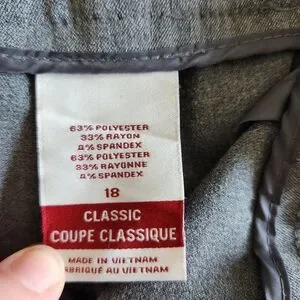 63% POLYESTER
33% RAYON
4% SPANDEX
63% POLYESTER
33% RAYONNE
4% SPANDEX
18
CLASSIC
COUPE CLASSIQUE
MADE IN VIETNAM
FABRIQUÉ AU VIETNAM